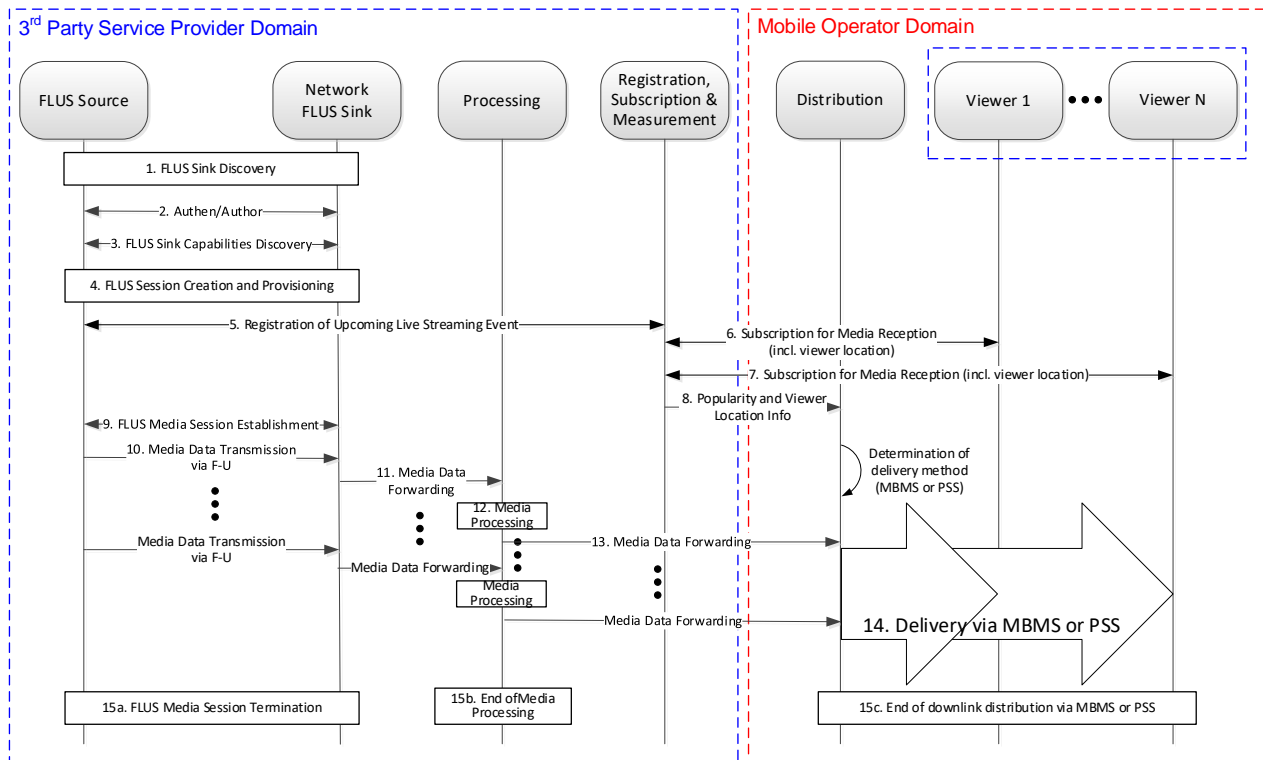 3rd Party Service Provider Domain
Mobile Operator Domain
FLUS Source
Network
FLUS Sink
Processing
Registration,
Subscription &
Measurement
Distribution
Viewer 1
Viewer N
1. FLUS Sink Discovery
2. Authen/Author
3. FLUS Sink Capabilities Discovery
4. FLUS Session Creation and Provisioning
5. Registration of Upcoming Live Streaming Event
6. Subscription for Media Reception
(incl. viewer location)
7. Subscription for Media Reception (incl. viewer location)
8. Popularity and Viewer
Location Info
9. FLUS Media Session Establishment
10. Media Data Transmission
via F-U
11. Media Data
Forwarding
Determination of
delivery method
(MBMS or PSS)
12. Media
Processing
Media Data Transmission
via F-U
13. Media Data Forwarding
Media Data Forwarding
Media
Processing
Media Data Forwarding
14. Delivery via MBMS or PSS
15a. FLUS Media Session Termination
15b. End ofMedia
Processing
15c. End of downlink distribution via MBMS or PSS